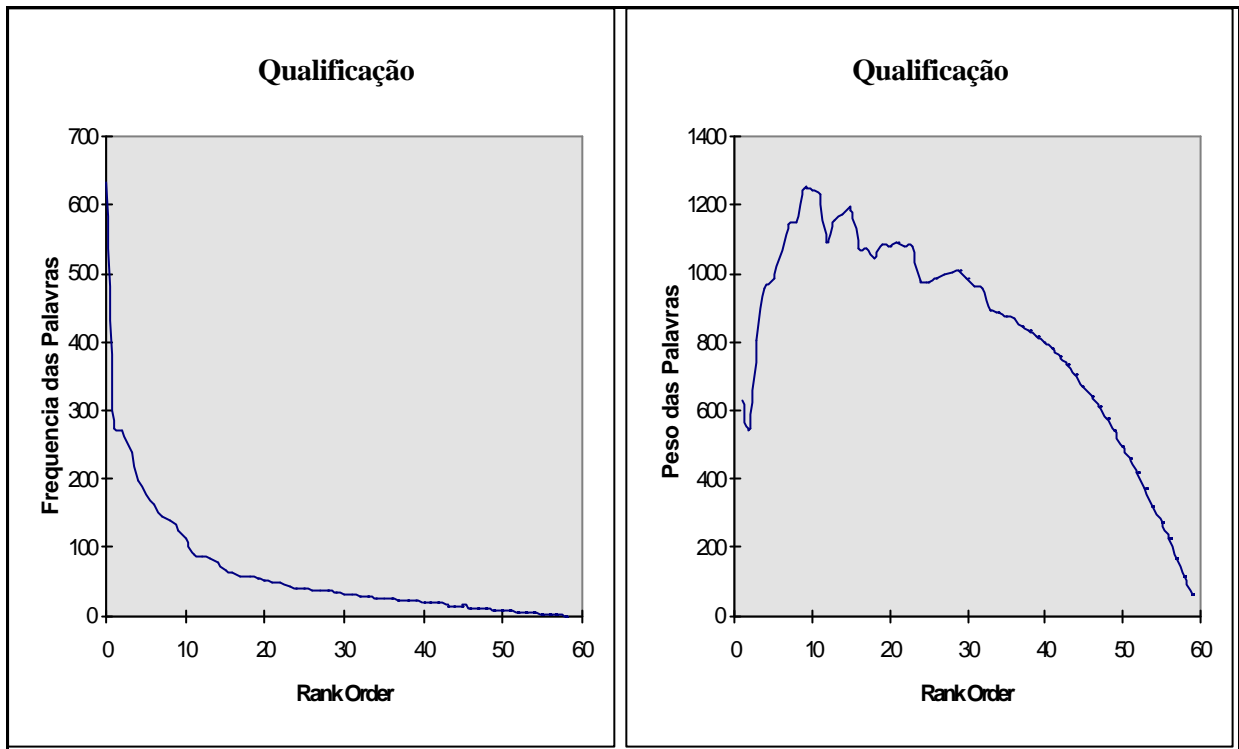 Qualificação
700
600
500
400
300
200
100
0
Frequencia das Palavras
0 10 20 30 40 50 60
Rank Order
Qualificação
1400
1200
1000
800
600
400
200
0
Peso das Palavras
0 10 20 30 40 50 60
Rank Order